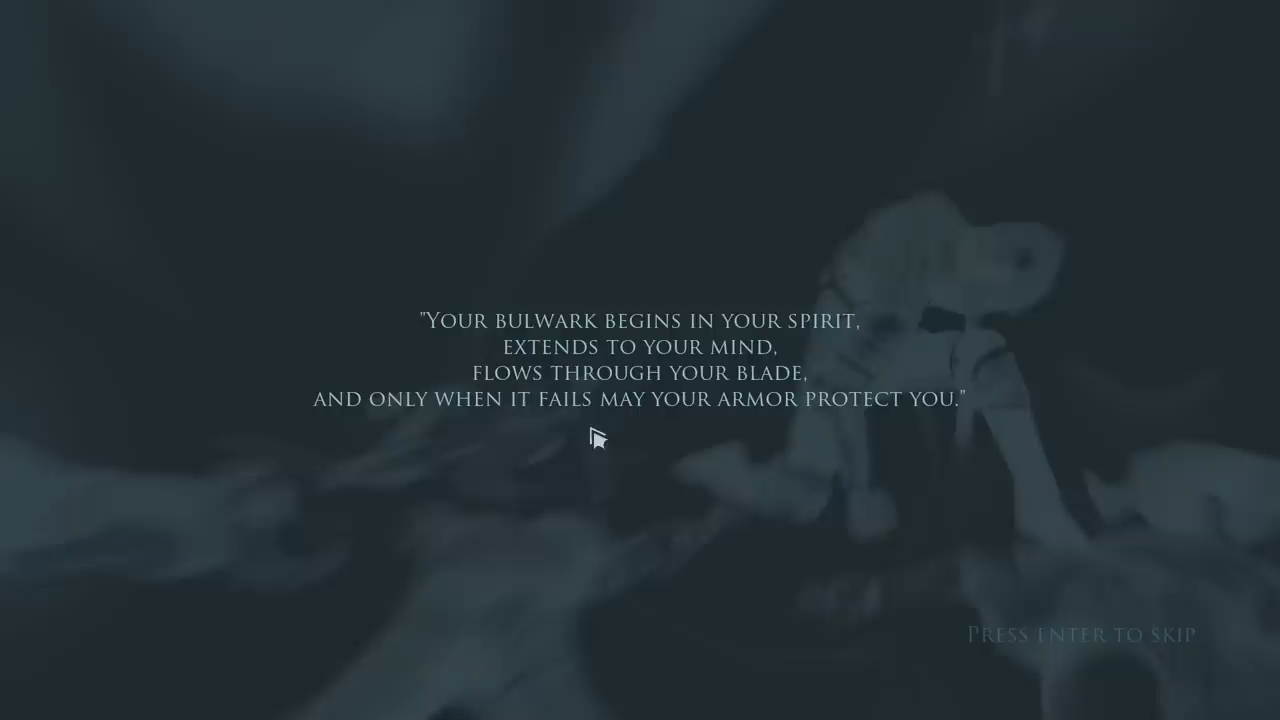 "Your bulwark begins in your spirit,
extends to your mind,
flows through your blade,
and only when it fails may your armor protect you."
Press enter to skip